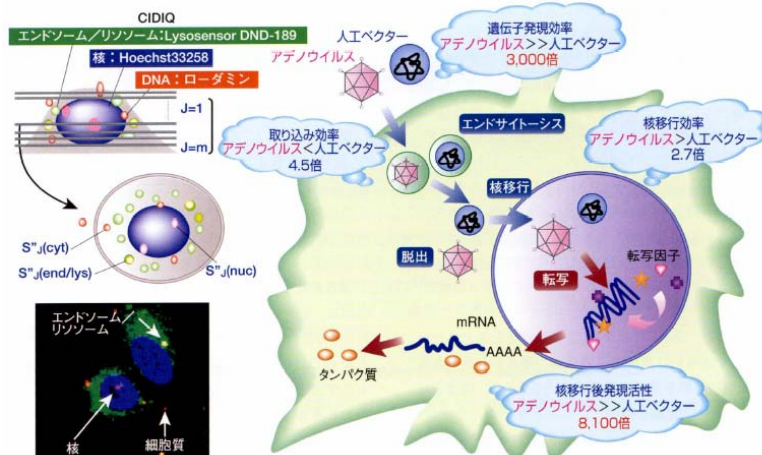 CIDIQ
エンドソーム／リソソーム:Lysosensor DND-189
核：Hoechst33258
DNA：ローダミン
J=1
J=m
S"J(cyt)
S"J(end/lys)
S"J(nuc)
エンドソーム／
リソソーム
核
細胞質
人工ベクター
アデノウイルス
遺伝子発現効率
アデノウイルス>>人工ベクター
3,000倍
取り込み効率
アデノウイルス<人工ベクター
4.5倍
エンドサイトーシス
核移行効率
アデノウイルス>人工ベクター
2.7倍
核移行
脱出
転写
転写因子
mRNA
AAAA
タンパク質
核移行後発現活性
アデノウイルス>>人工ベクター
8,100倍